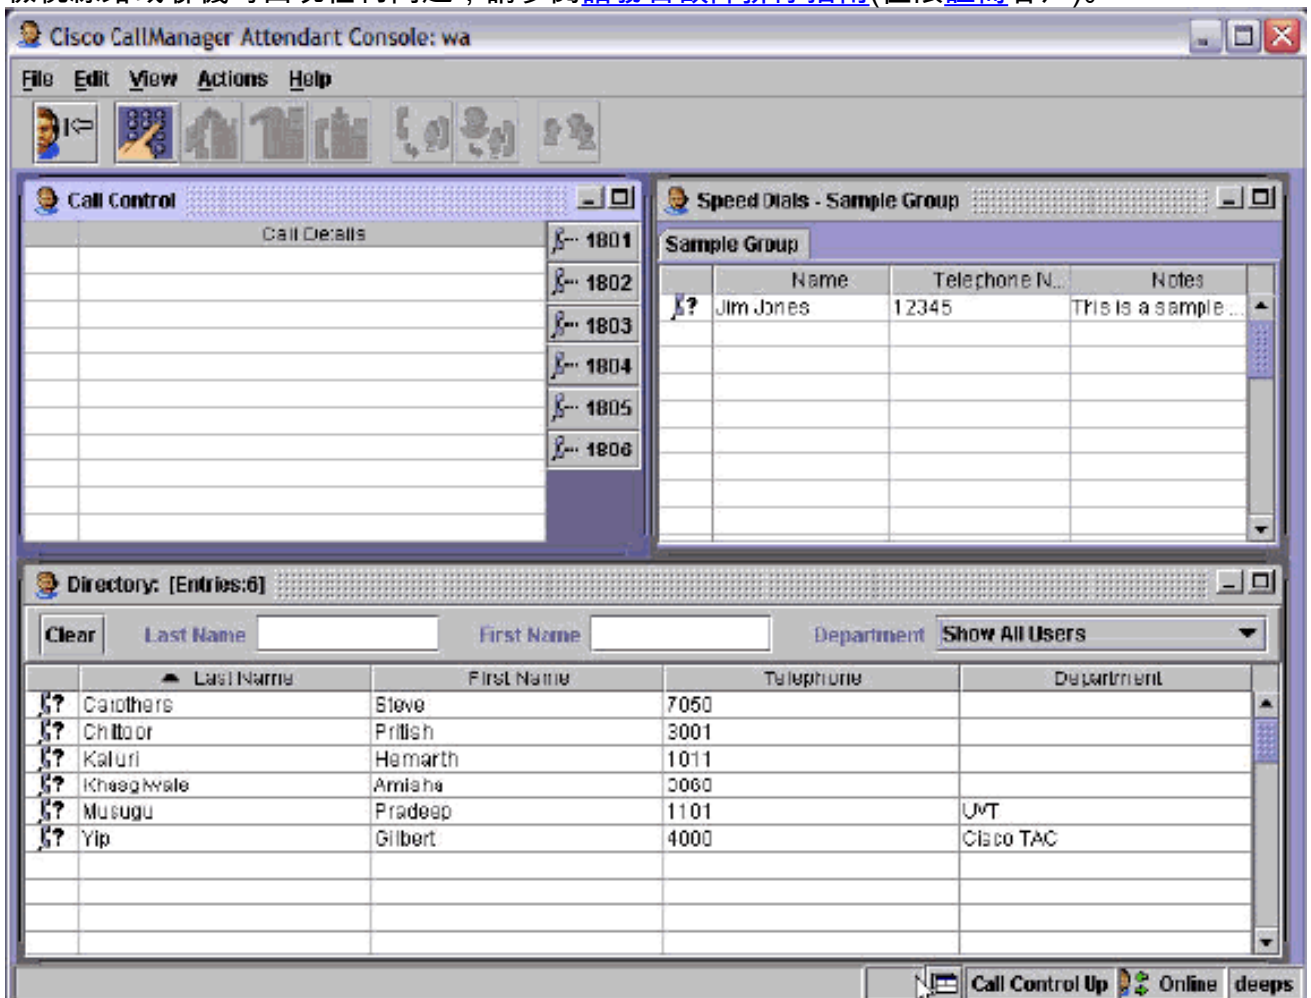 Cisco CallManager Attendant Console: wa
File Edit View Actions Help
Call Control
Call Details
1801
1802
1803
1804
1805
1806
Speed Dials - Sample Group
Sample Group
Name Telephone N... Notes
Jim Jones 12345 This is a sample ...
Directory: [Entries:6]
Clear Last Name First Name Department Show All Users
Last Name First Name Telephone Department
Carothers Steve 7050
Chittoor Pritish 3001
Kaluri Hemanth 1011
Amisha
Musugu Pradeep 1101 UVT
Yip Gilbert 4000 Cisco TAC
Call Control Up Online deeps